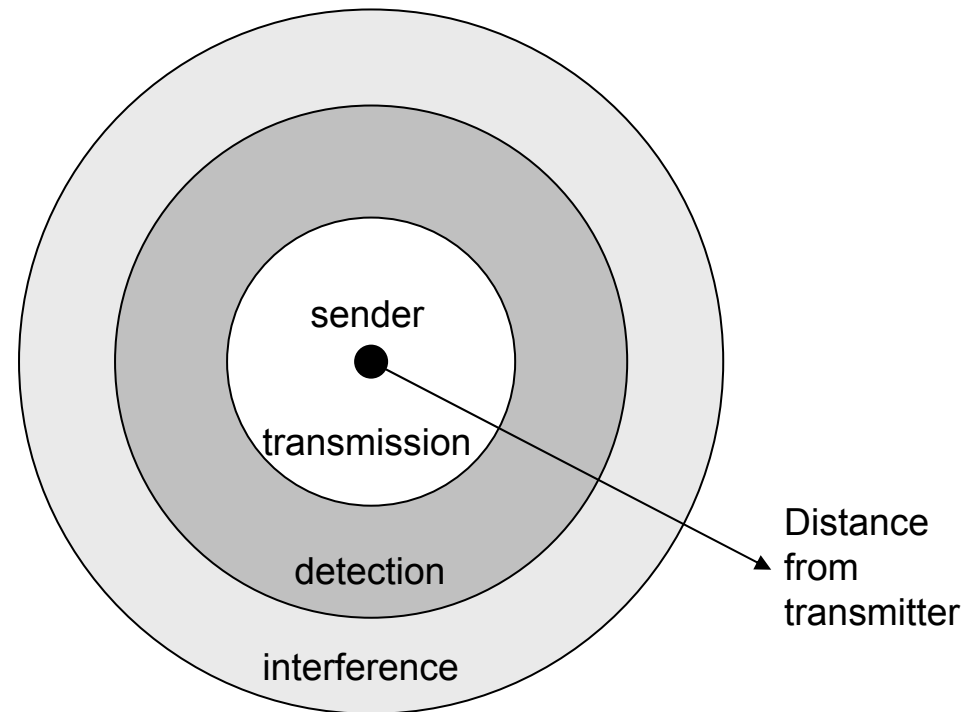 sender
transmission
detection
interference
Distance
from
transmitter